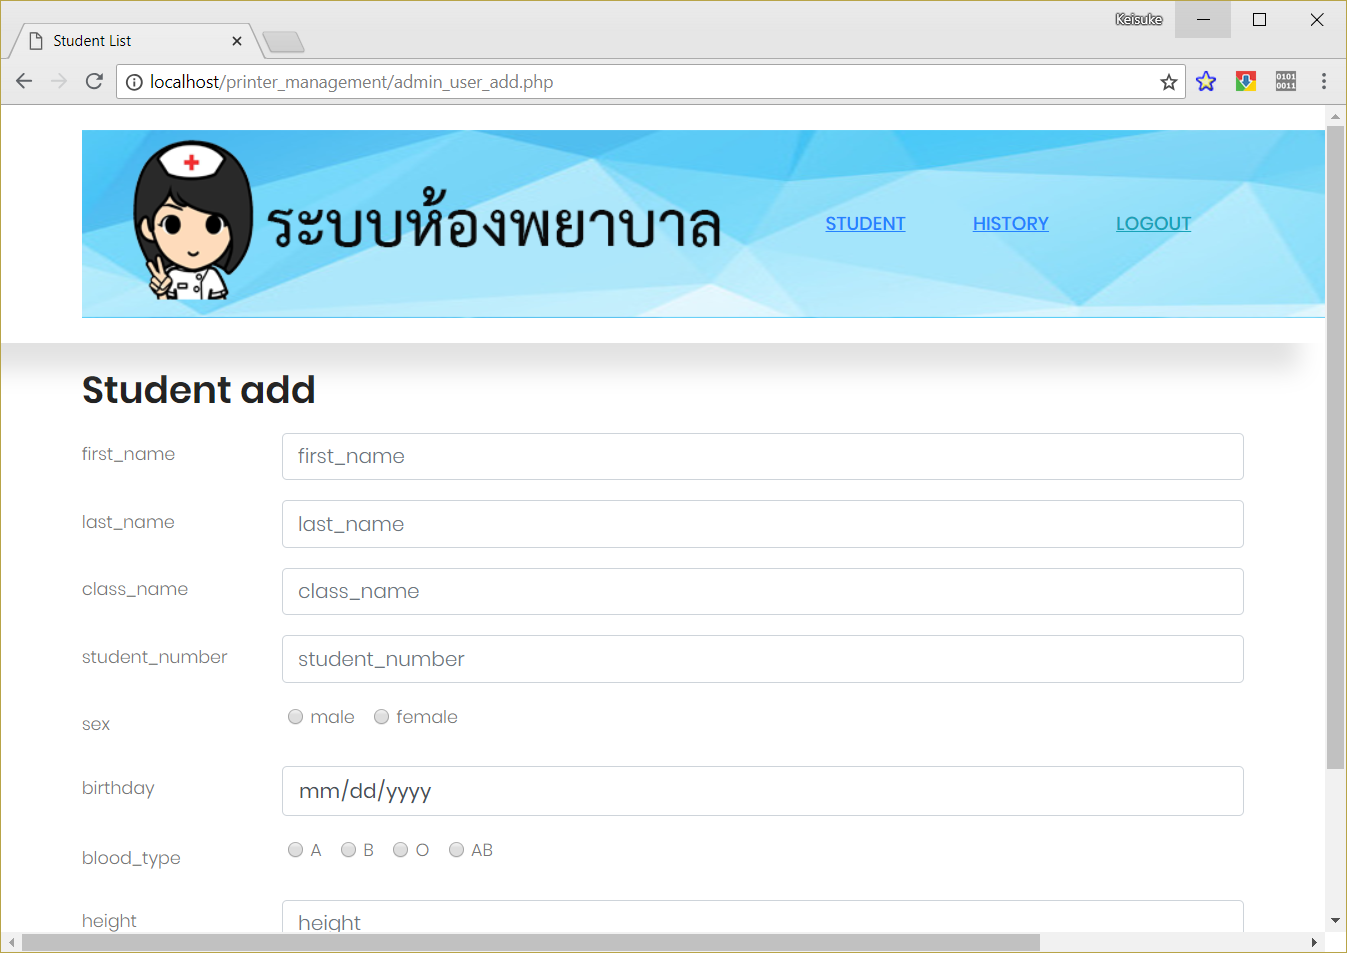 Student List
Keisuke
localhost/printer_management/admin_user_add.php
0101
0011
ระบบห้องพยาบาล
STUDENT HISTORY LOGOUT
Student add
first_name first_name
last_name last_name
class_name class_name
student_number student_number
sex male female
birthday mm/dd/yyyy
blood_type A B O AB
height height